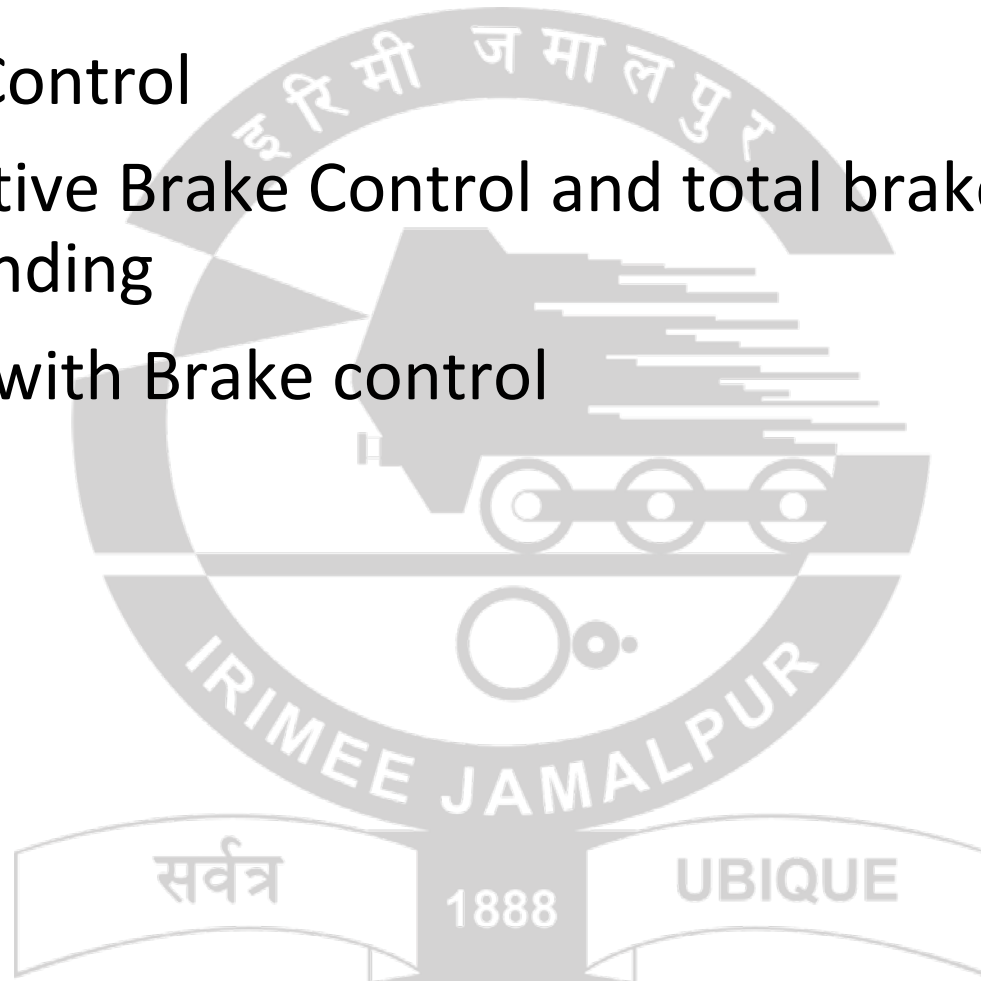 इरिमी जमालपुर
Control
tive Brake Control and total brake
nding
with Brake control
IRIMEE JAMALPUR
सर्वत्र
1888
UBIQUE